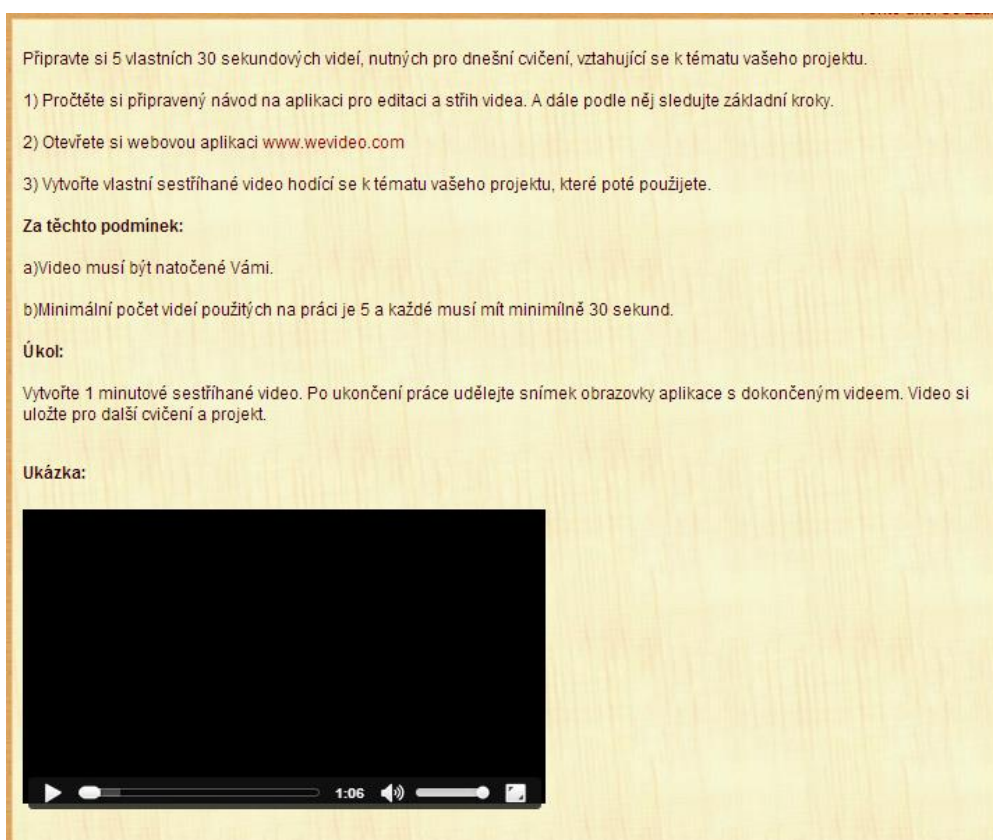 Připravte si 5 vlastních 30 sekundových videí, nutných pro dnešní cvičení, vztahující se k tématu vašeho projektu.
1) Pročtěte si připravený návod na aplikaci pro editaci a střih videa. A dále podle něj sledujte základní kroky.
2) Otevřete si webovou aplikaci www.wevideo.com
3) Vytvořte vlastní sestříhané video hodící se k tématu vašeho projektu, které poté použijete.
Za těchto podmínek:
a)Video musí být natočené Vámi.
b)Minimální počet videí použitých na práci je 5 a každé musí mít minimílně 30 sekund.
Úkol:
Vytvořte 1 minutové sestříhané video. Po ukončení práce udělejte snímek obrazovky aplikace s dokončeným videem. Video si
uložte pro další cvičení a projekt.
Ukázka:
1:06